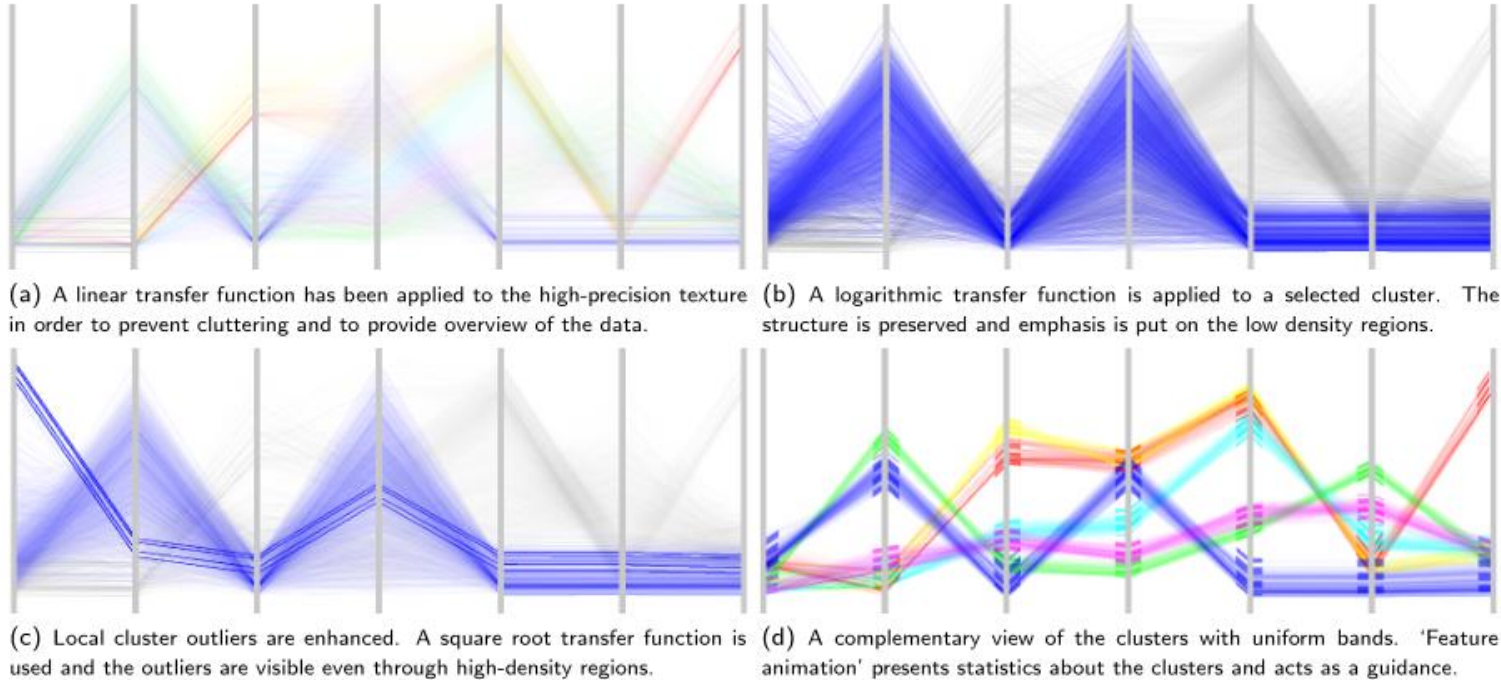 (a) A linear transfer function has been applied to the high-precision texture
in order to prevent cluttering and to provide overview of the data.
(b) A logarithmic transfer function is applied to a selected cluster. The
structure is preserved and emphasis is put on the low density regions.
(c) Local cluster outliers are enhanced. A square root transfer function is
used and the outliers are visible even through high-density regions.
(d) A complementary view of the clusters with uniform bands. ‘Feature
animation’ presents statistics about the clusters and acts as a guidance.